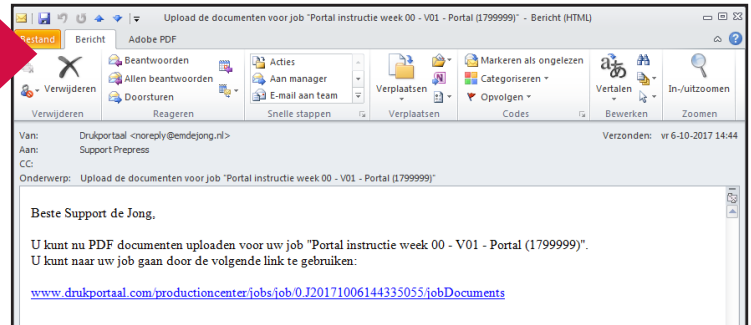 Upload de documenten voor job "Portal instructie week 00 - V01 - Portal (1799999)" - Bericht (HTML)
Bestand Bericht Adobe PDF
Verwijderen
Verwijderen
Beantwoorden
Allen beantwoorden
Doorsturen
Reageren
Acties
Aan manager
E-mail aan team
Snelle stappen
Verplaatsen
Verplaatsen
Markeren als ongelezen
Categoriseren
Opvolgen
Codes
Vertalen
Bewerken
In-/uitzoomen
Zoomen
Van: Drukportaal <noreply@emdejong.nl> Verzonden: vr 6-10-2017 14:44
Aan: Support Prepress
CC:
Onderwerp: Upload de documenten voor job "Portal instructie week 00 - V01 - Portal (1799999)"
Beste Support de Jong,
U kunt nu PDF documenten uploaden voor uw job "Portal instructie week 00 - V01 - Portal (1799999)".
U kunt naar uw job gaan door de volgende link te gebruiken:
www.drukportaal.com/productioncenter/jobs/job/0.J20171006144335055/jobDocuments